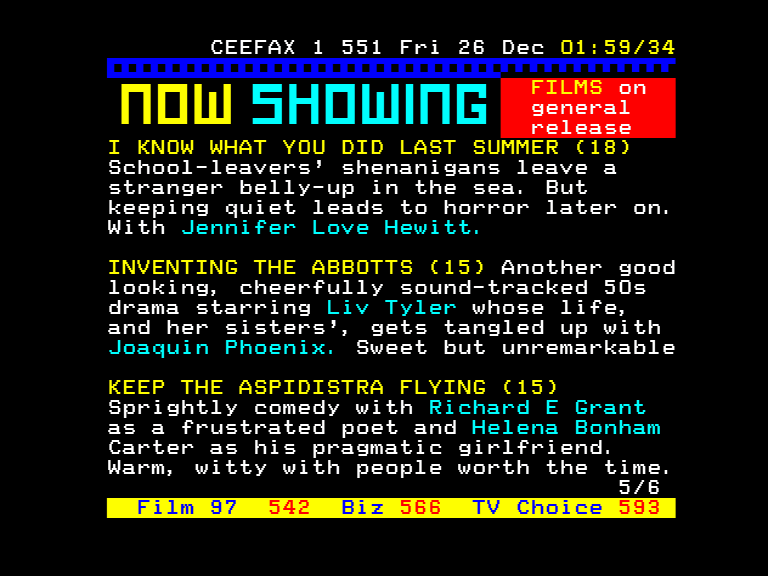 CEEFAX 1 551 Fri 26 Dec 01:59/34
NOW SHOWING
FILMS on
general
release
I KNOW WHAT YOU DID LAST SUMMER (18)
School-leavers' shenanigans leave a
stranger belly-up in the sea. But
keeping quiet leads to horror later on.
With Jennifer Love Hewitt.
INVENTING THE ABBOTTS (15) Another good
looking, cheerfully sound-tracked 50s
drama starring Liv Tyler whose life,
and her sisters', gets tangled up with
Joaquin Phoenix. Sweet but unremarkable
KEEP THE ASPIDISTRA FLYING (15)
Sprightly comedy with Richard E Grant
as a frustrated poet and Helena Bonham
Carter as his pragmatic girlfriend.
Warm, witty with people worth the time.
5/6
Film 97 542 Biz 566 TV Choice 593